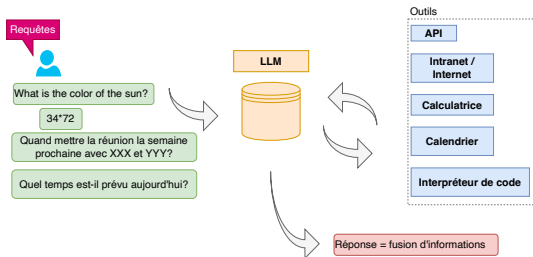 Requêtes
What is the color of the sun?
34*72
Quand mettre la réunion la semaine
prochaine avec XXX et YYY?
Quel temps est-il prévu aujourd'hui?
LLM
Outils
API
Intranet /
Internet
Calculatrice
Calendrier
Interpréteur de code
Réponse = fusion d'informations